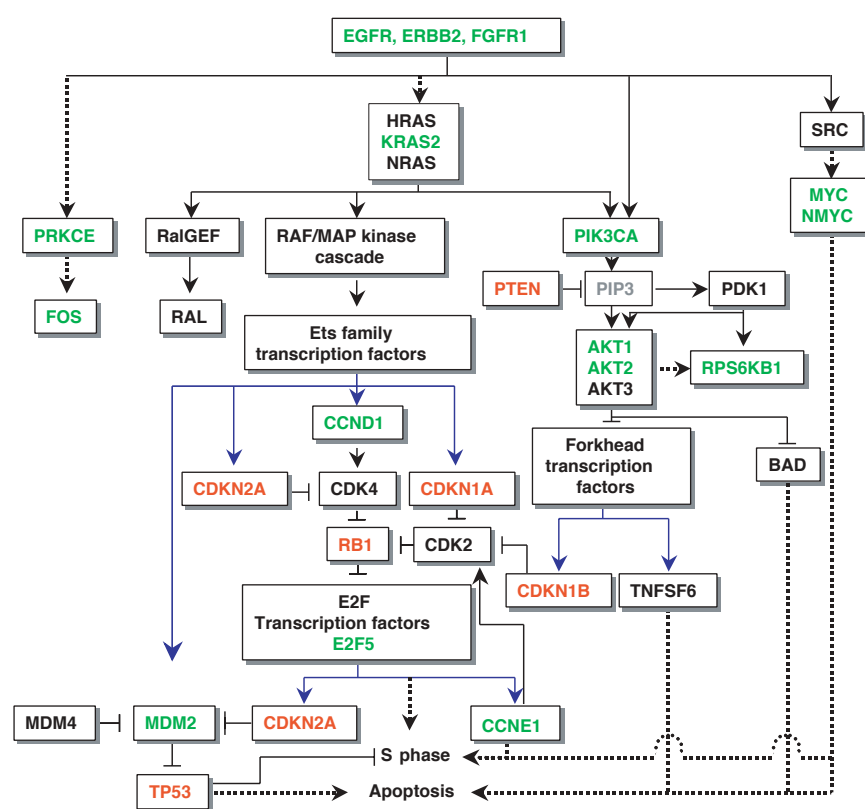 EGFR, ERBB2, FGFR1
HRAS
KRAS2
NRAS
SRC
MYC
NMYC
PRKCE
RalGEF
RAF/MAP kinase
cascade
PIK3CA
PTEN
PIP3
PDK1
FOS
RAL
Ets family
transcription factors
AKT1
AKT2
AKT3
RPS6KB1
CCND1
Forkhead
transcription
factors
BAD
CDKN2A
CDK4
CDKN1A
RB1
CDK2
CDKN1B
TNFSF6
E2F
Transcription factors
E2F5
MDM4
MDM2
CDKN2A
CCNE1
S phase
TP53
Apoptosis